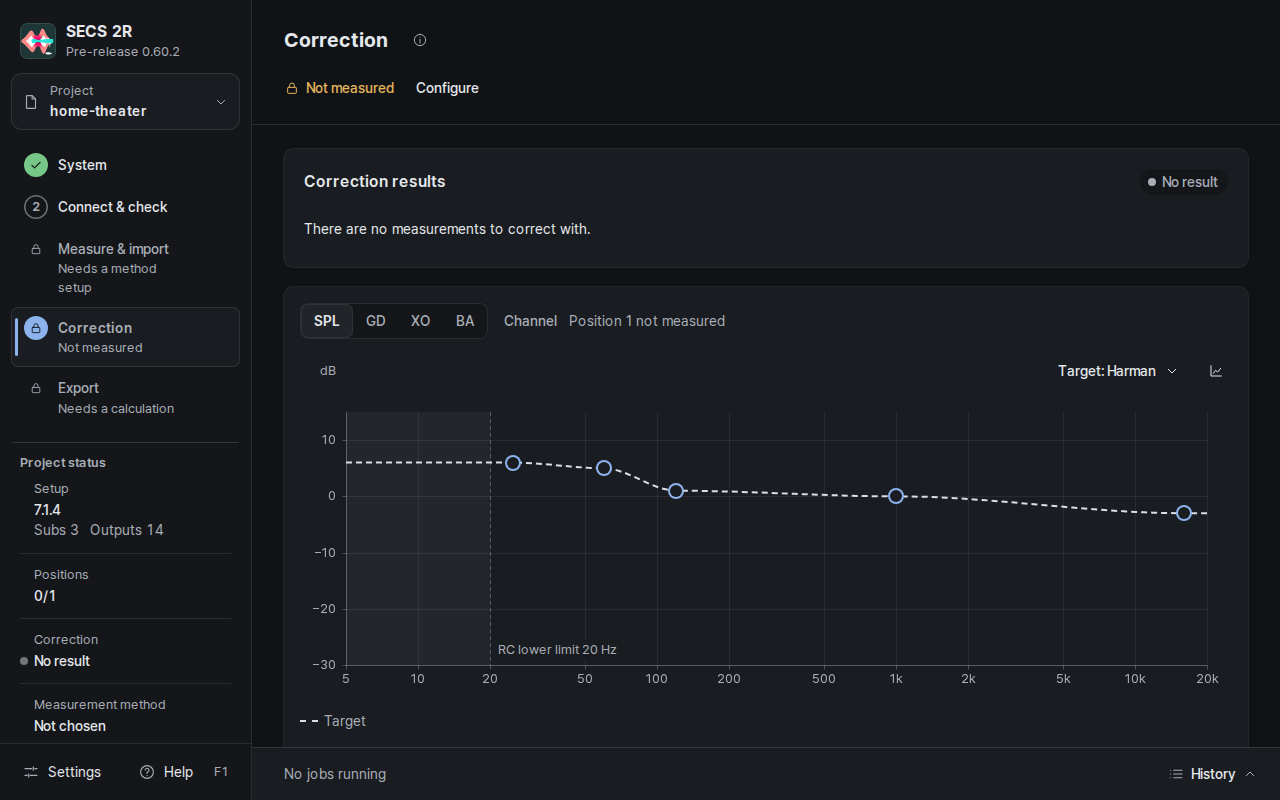 SECS 2R
Pre-release 0.60.2
Project
home-theater
System
2 Connect & check
Measure & import
Needs a method
setup
Correction
Not measured
Export
Needs a calculation
Project status
Setup
7.1.4
Subs 3 Outputs 14
Positions
0/1
Correction
No result
Measurement method
Not chosen
Settings Help F1
Correction
Not measured Configure
Correction results No result
There are no measurements to correct with.
SPL GD XO BA Channel Position 1 not measured
dB Target: Harman
10
0
−10
−20
RC lower limit 20 Hz
−30
5 10 20 50 100 200 500 1k 2k 5k 10k 20k
Target
No jobs running History